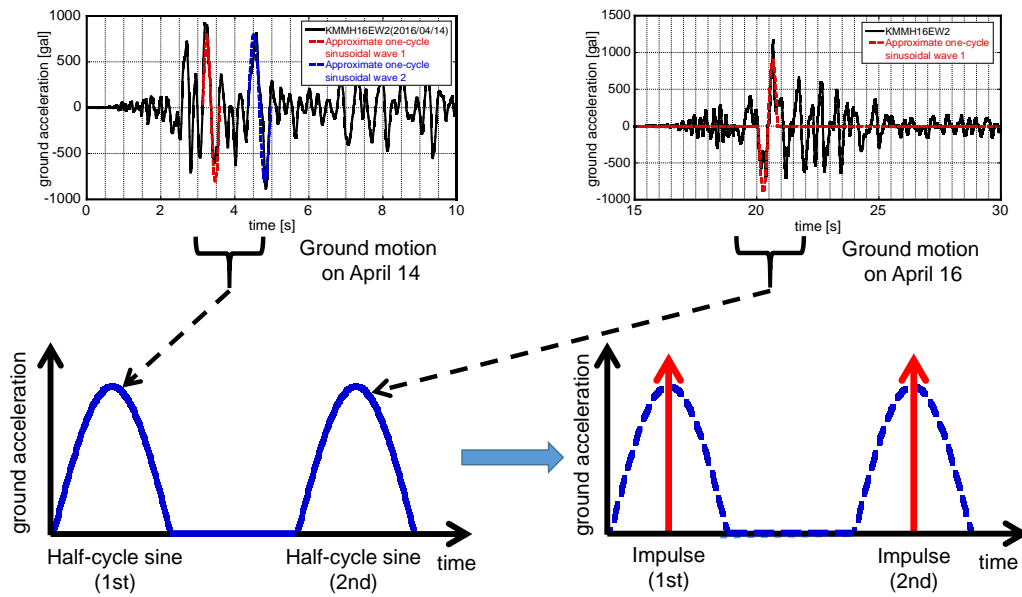 1000
500
0
-500
-1000
ground acceleration [gal]
KMMH16EW2(2016/04/14)
Approximate one-cycle
sinusoidal wave 1
Approximate one-cycle
sinusoidal wave 2
0
2
4
6
8
10
time [s]
Ground motion
on April 14
1500
1000
500
0
-500
-1000
ground acceleration [gal]
KMMH16EW2
Approximate one-cycle
sinusoidal wave 1
15
20
25
30
time [s]
Ground motion
on April 16
ground acceleration
Half-cycle sine
(1st)
Half-cycle sine
(2nd)
time
ground acceleration
Impulse
(1st)
Impulse
(2nd)
time